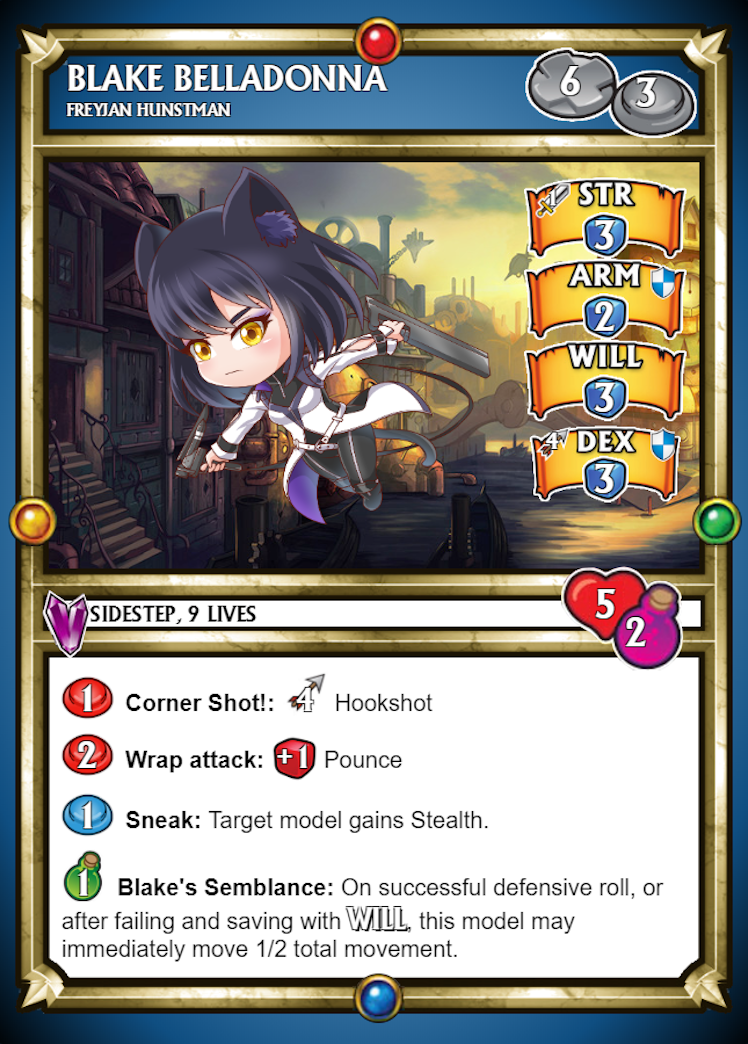 BLAKE BELLADONNA
FREYJAN HUNSTMAN
6 3
1 STR
3
ARM
2
WILL
3
4 DEX
3
SIDESTEP, 9 LIVES
5 2
1 Corner Shot!: 4 Hookshot
2 Wrap attack: +1 Pounce
1 Sneak: Target model gains Stealth.
1 Blake's Semblance: On successful defensive roll, or
after failing and saving with WILL, this model may
immediately move 1/2 total movement.